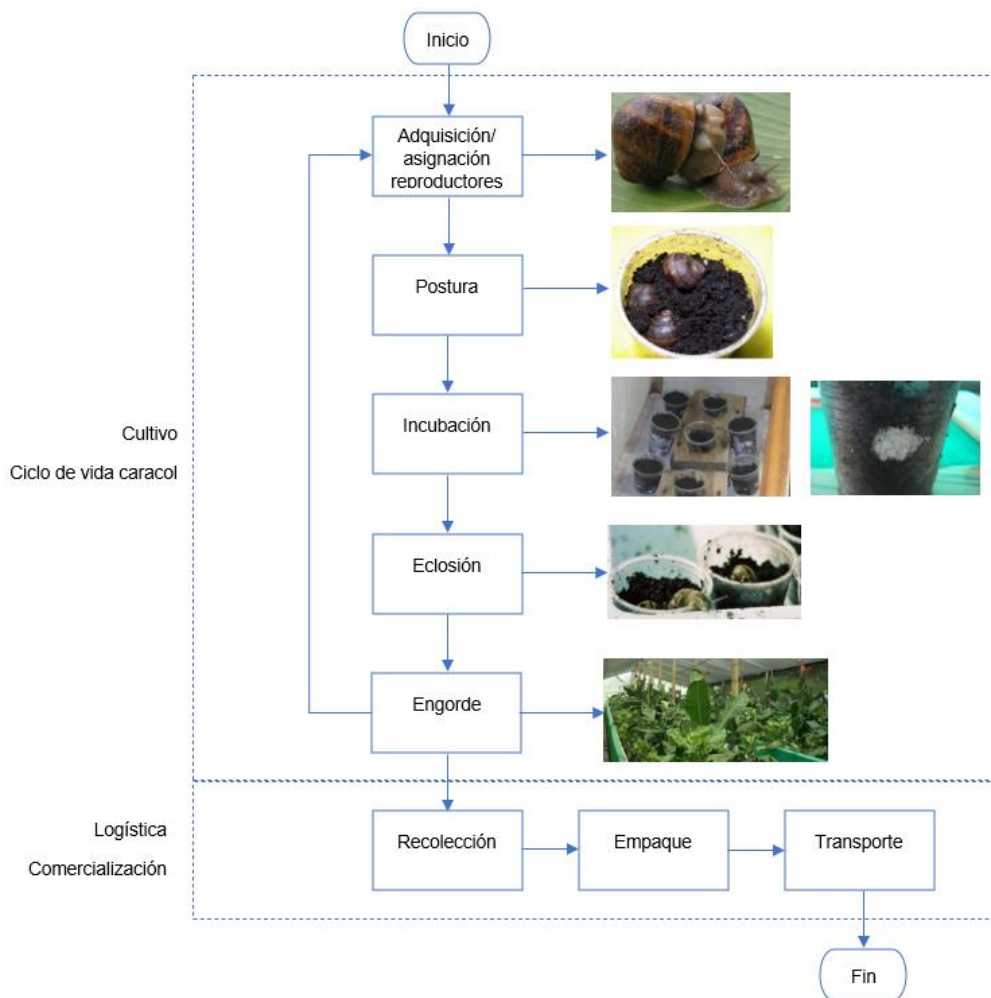 Inicio
Adquisición/
asignación
reproductores
Postura
Incubación
Cultivo
Ciclo de vida caracol
Eclosión
Engorde
Logística
Comercialización
Recolección
Empaque
Transporte
Fin